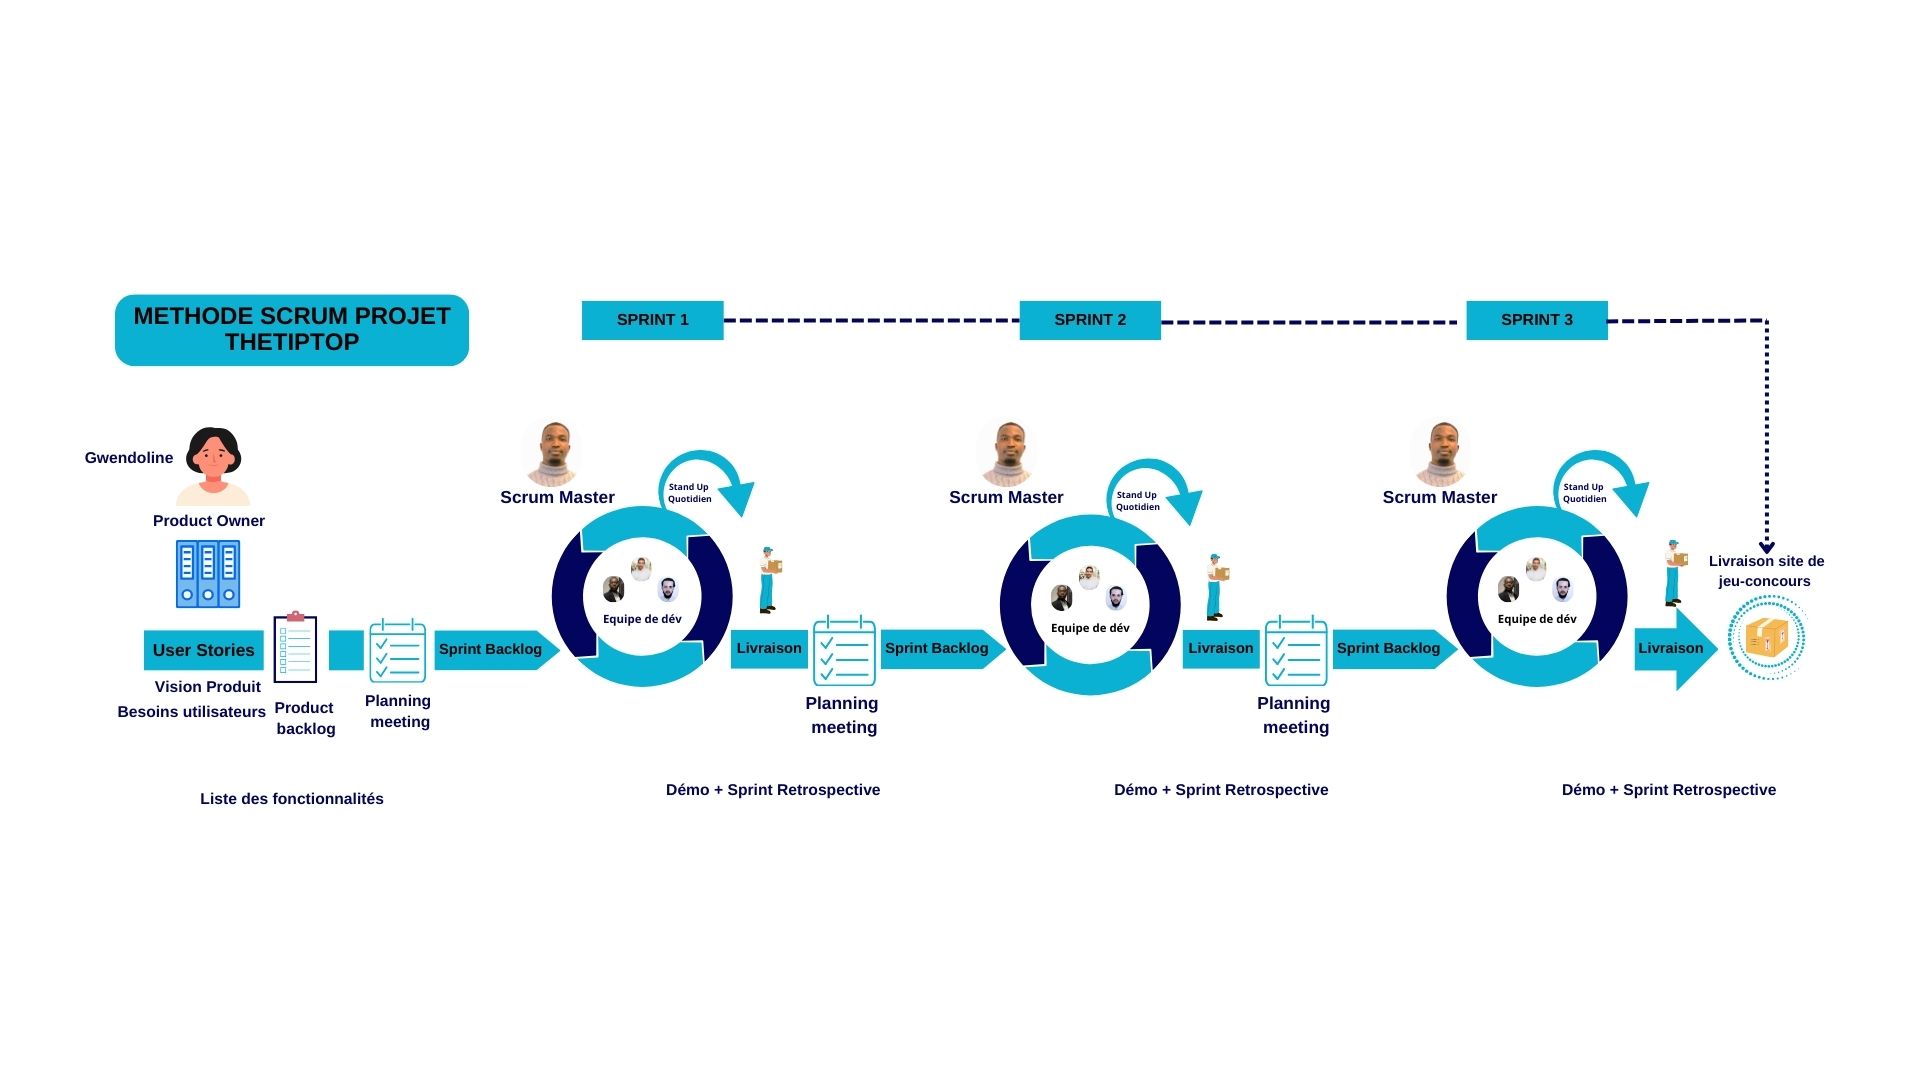 METHODE SCRUM PROJET
THETIPTOP
SPRINT 1
SPRINT 2
SPRINT 3
Gwendoline
Product Owner
User Stories
Vision Produit
Besoins utilisateurs
Product
backlog
Planning
meeting
Sprint Backlog
Liste des fonctionnalités
Scrum Master
Stand Up
Quotidien
Equipe de dév
Livraison
Planning
meeting
Sprint Backlog
Démo + Sprint Retrospective
Scrum Master
Stand Up
Quotidien
Equipe de dév
Livraison
Planning
meeting
Sprint Backlog
Démo + Sprint Retrospective
Scrum Master
Stand Up
Quotidien
Equipe de dév
Livraison
Livraison site de
jeu-concours
Démo + Sprint Retrospective